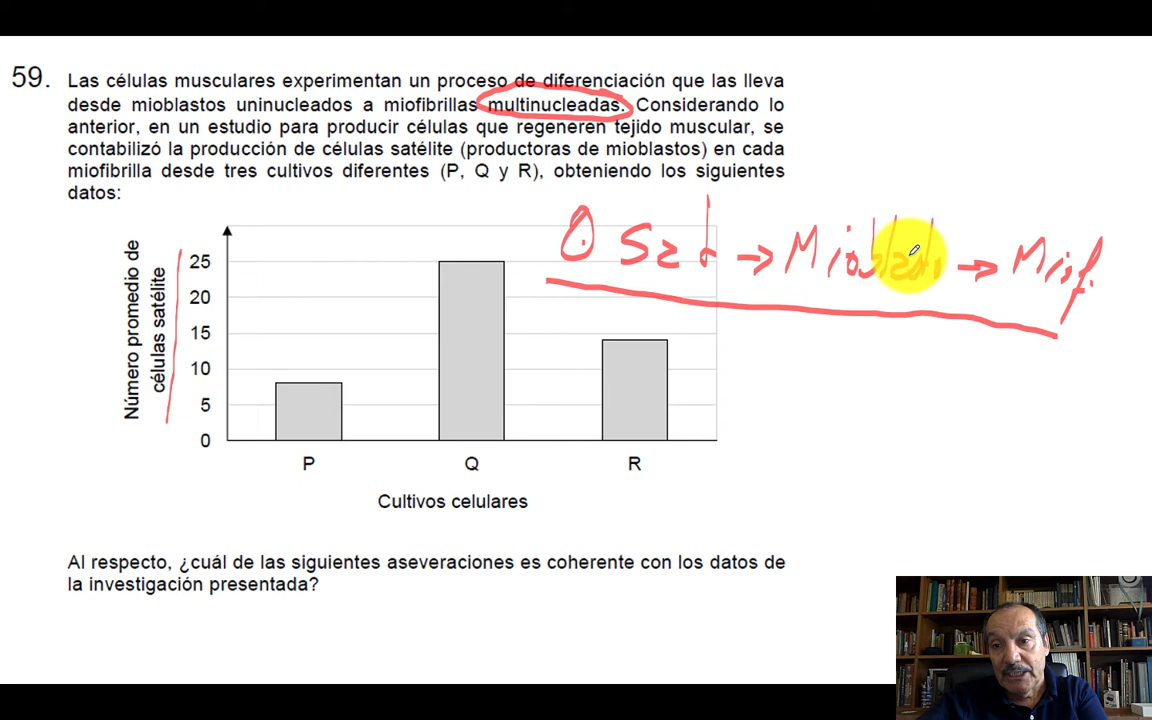 59. Las células musculares experimentan un proceso de diferenciación que las lleva
desde mioblastos uninucleados a miofibrillas multinucleadas. Considerando lo
anterior, en un estudio para producir células que regeneren tejido muscular, se
contabilizó la producción de células satélite (productoras de mioblastos) en cada
miofibrilla desde tres cultivos diferentes (P, Q y R), obteniendo los siguientes
datos:
Sat → Mioblasto → Miof.
Número promedio de
células satélite
25
20
15
10
5
0
P Q R
Cultivos celulares
Al respecto, ¿cuál de las siguientes aseveraciones es coherente con los datos de
la investigación presentada?